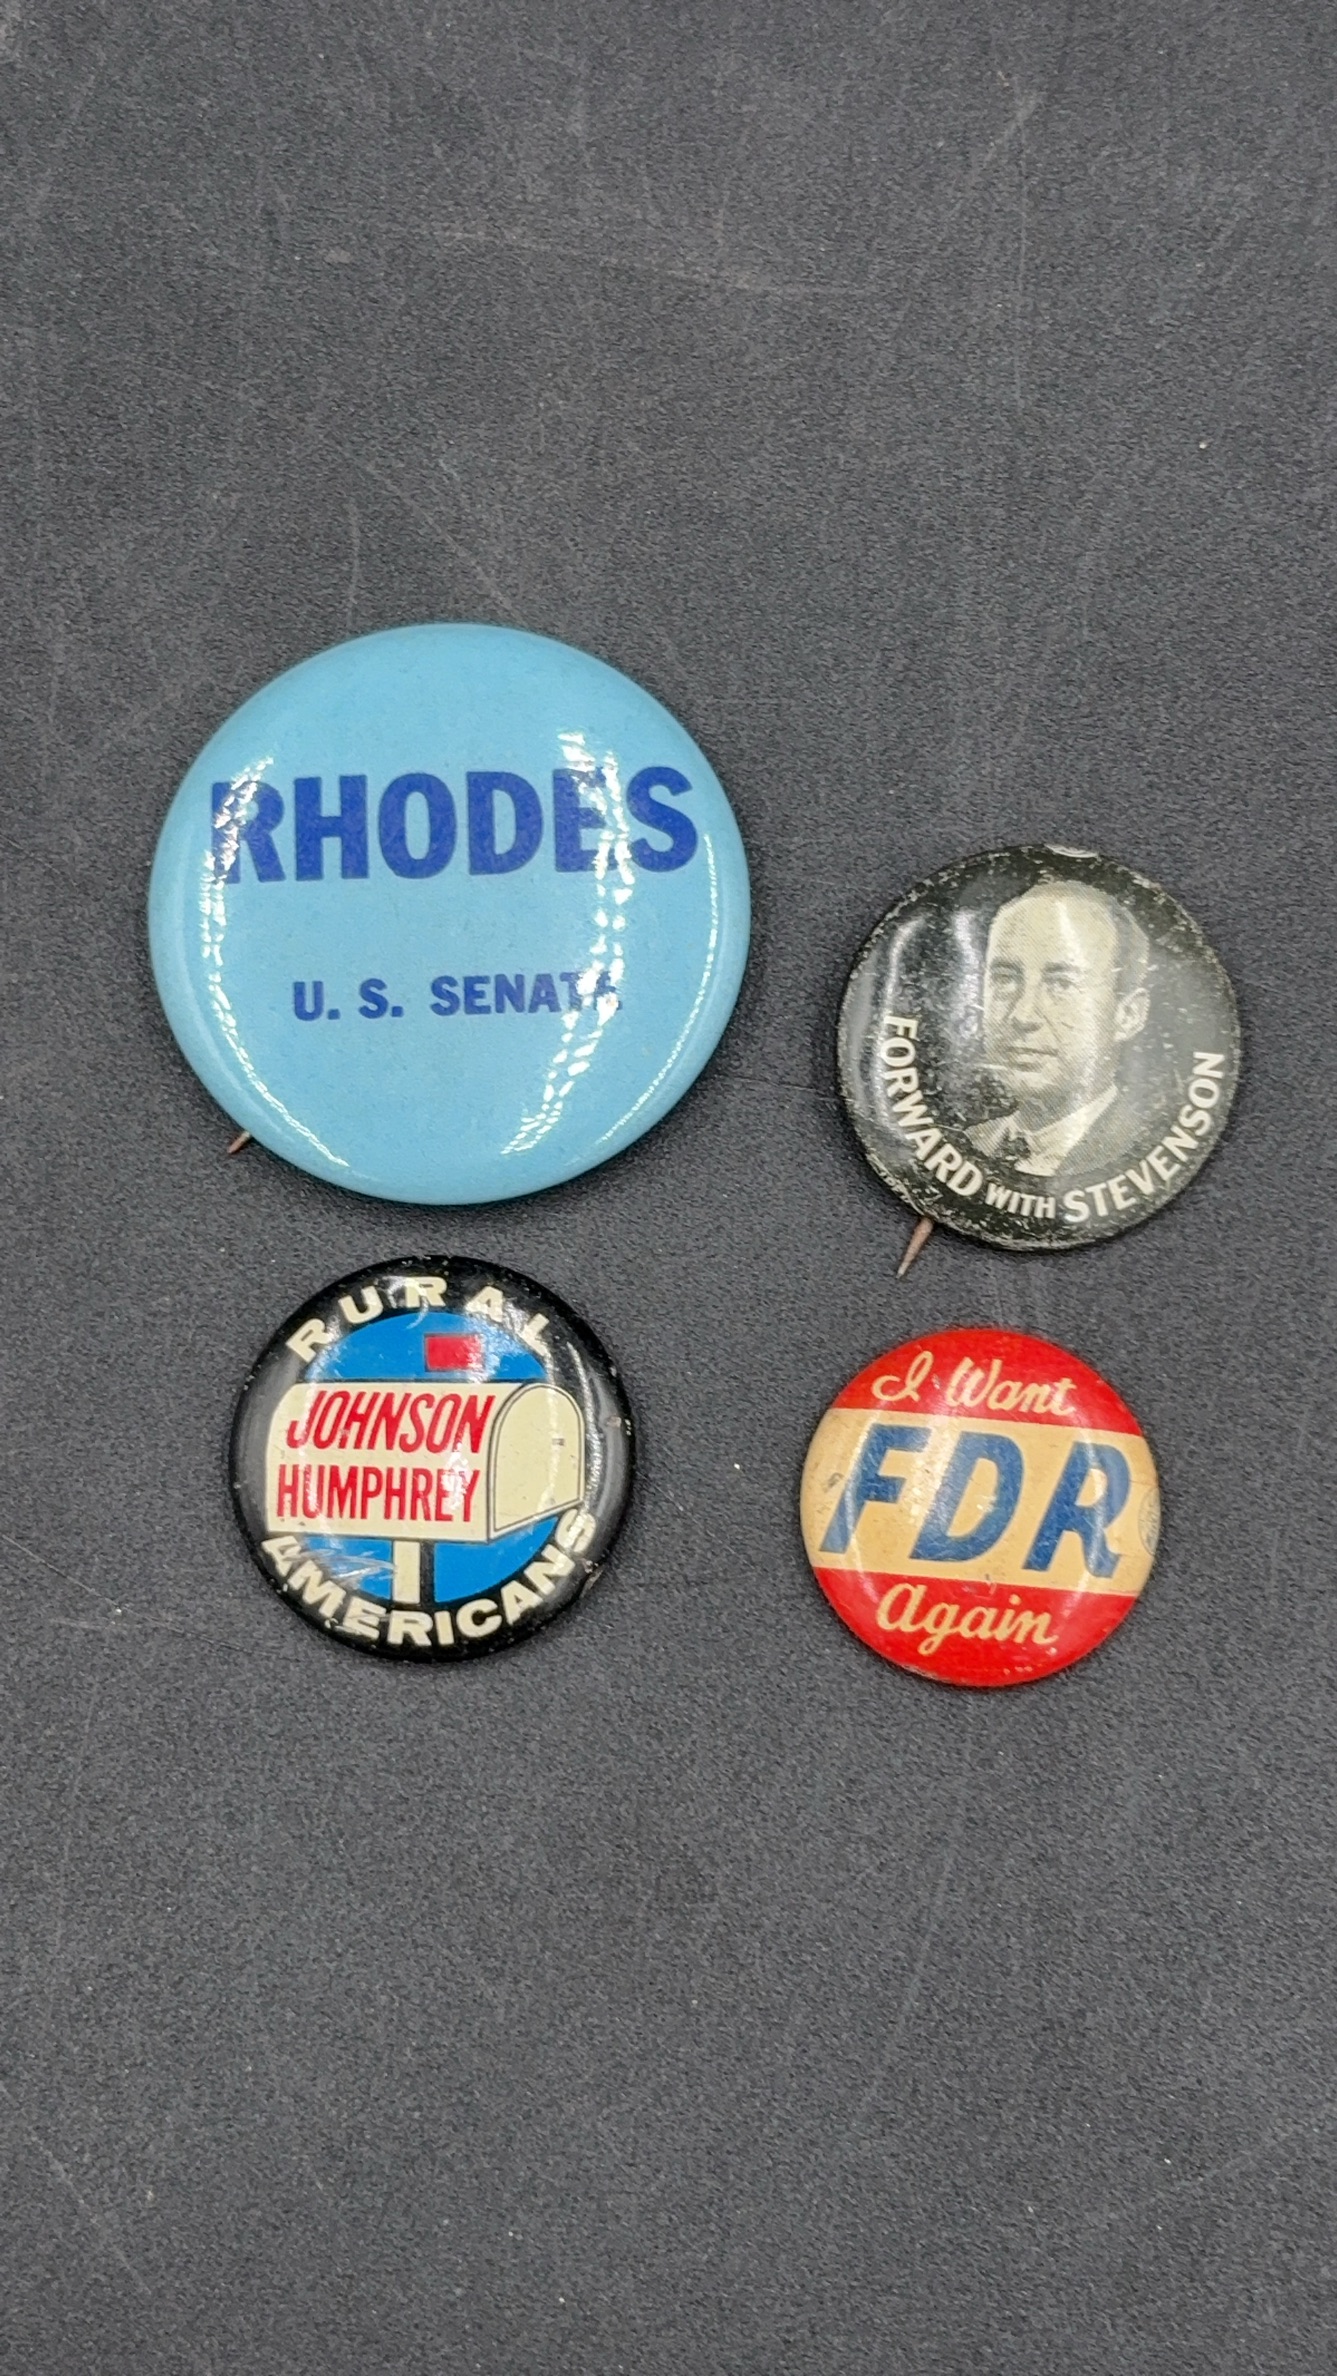 RHODES
U. S. SENATE
FORWARD WITH STEVENSON
RURAL
JOHNSON
HUMPHREY
AMERICANS
I Want
FDR
Again